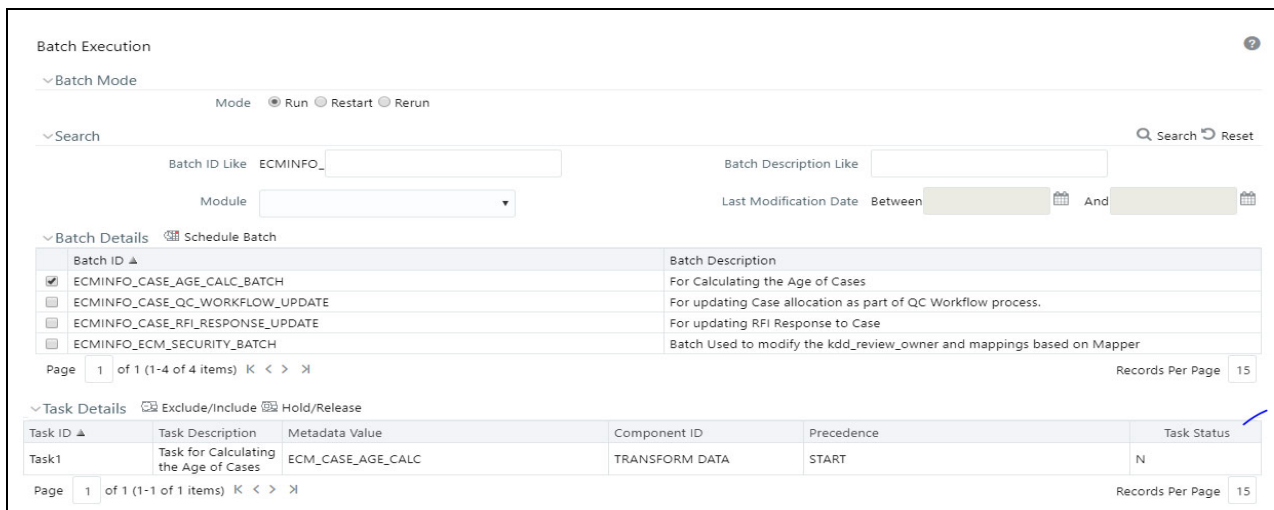 Batch Execution
Batch Mode
Mode Run Restart Rerun
Search Search Reset
Batch ID Like ECMINFO_ Batch Description Like
Module Last Modification Date Between And
Batch Details Schedule Batch
Batch ID Batch Description
ECMINFO_CASE_AGE_CALC_BATCH For Calculating the Age of Cases
ECMINFO_CASE_QC_WORKFLOW_UPDATE For updating Case allocation as part of QC Workflow process.
ECMINFO_CASE_RFI_RESPONSE_UPDATE For updating RFI Response to Case
ECMINFO_ECM_SECURITY_BATCH Batch Used to modify the kdd_review_owner and mappings based on Mapper
Page 1 of 1 (1-4 of 4 items) Records Per Page 15
Task Details Exclude/Include Hold/Release
Task ID Task Description Metadata Value Component ID Precedence Task Status
Task1 Task for Calculating the Age of Cases ECM_CASE_AGE_CALC TRANSFORM DATA START N
Page 1 of 1 (1-1 of 1 items) Records Per Page 15